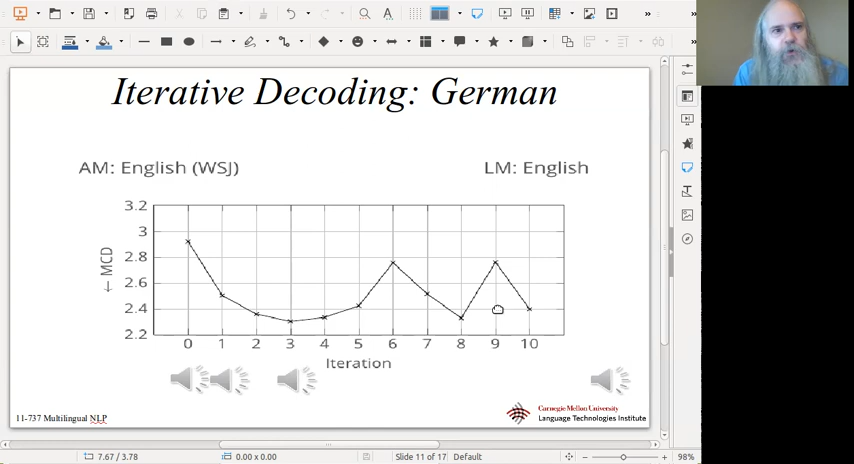 Iterative Decoding: German
AM: English (WSJ)
LM: English
3.2
3
2.8
2.6
2.4
2.2
← MCD
0 1 2 3 4 5 6 7 8 9 10
Iteration
11-737 Multilingual NLP
Carnegie Mellon University
Language Technologies Institute
7.67 / 3.78
0.00 x 0.00
Slide 11 of 17
Default
98%